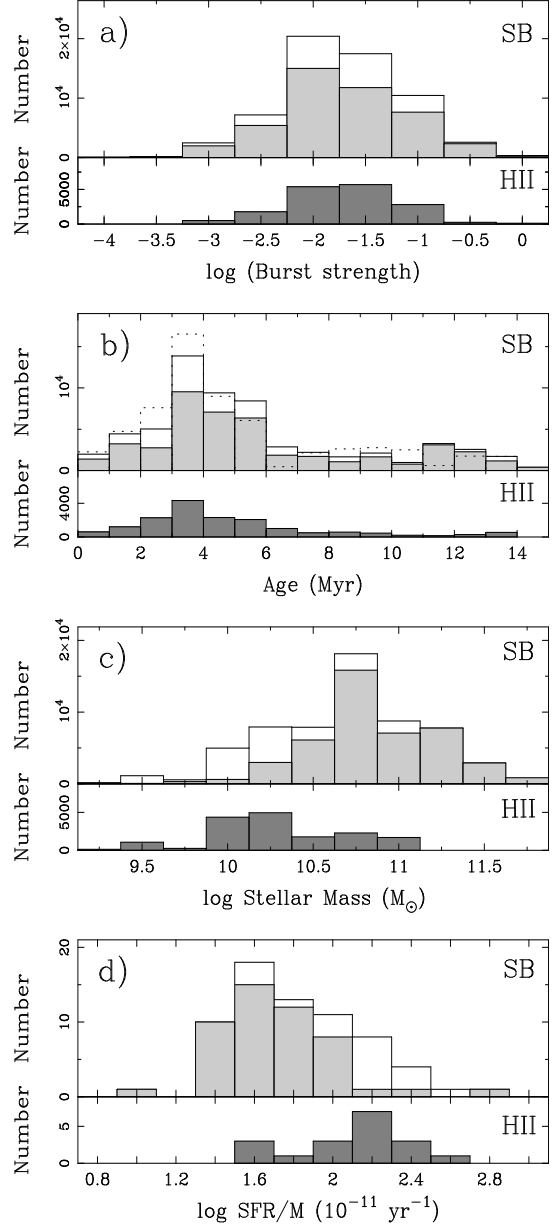 a)
SB
Number
2×10⁴
10⁴
0
HII
Number
5000
0
−4 −3.5 −3 −2.5 −2 −1.5 −1 −0.5 0
log (Burst strength)
b)
SB
Number
10⁴
0
HII
Number
4000
0
0 2 4 6 8 10 12 14
Age (Myr)
c)
SB
Number
2×10⁴
10⁴
0
HII
Number
5000
0
9.5 10 10.5 11 11.5
log Stellar Mass (M⊙)
d)
SB
Number
20
10
0
HII
Number
5
0
0.8 1.2 1.6 2 2.4 2.8
log SFR/M (10⁻¹¹ yr⁻¹)